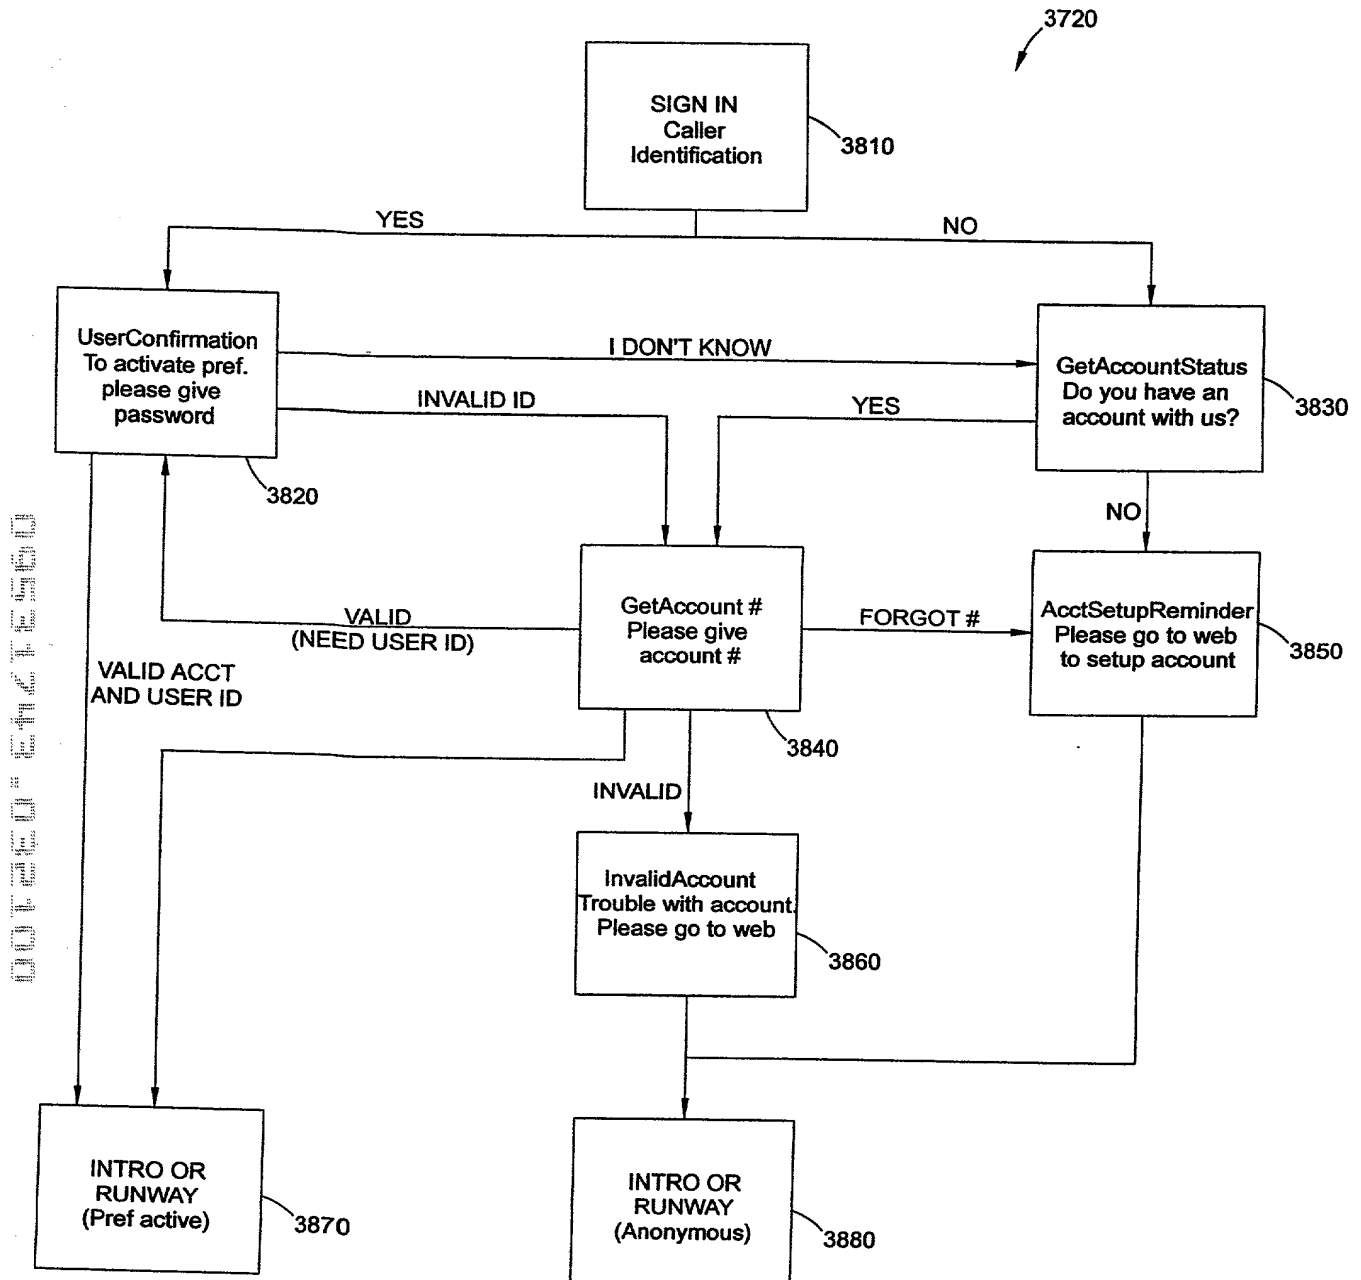 3720
SIGN IN
Caller
Identification
3810
YES
NO
UserConfirmation
To activate pref.
please give
password
3820
I DON'T KNOW
INVALID ID
YES
GetAccountStatus
Do you have an
account with us?
3830
NO
VALID
(NEED USER ID)
GetAccount #
Please give
account #
3840
FORGOT #
AcctSetupReminder
Please go to web
to setup account
3850
VALID ACCT
AND USER ID
INVALID
InvalidAccount
Trouble with account.
Please go to web
3860
INTRO OR
RUNWAY
(Pref active)
3870
INTRO OR
RUNWAY
(Anonymous)
3880